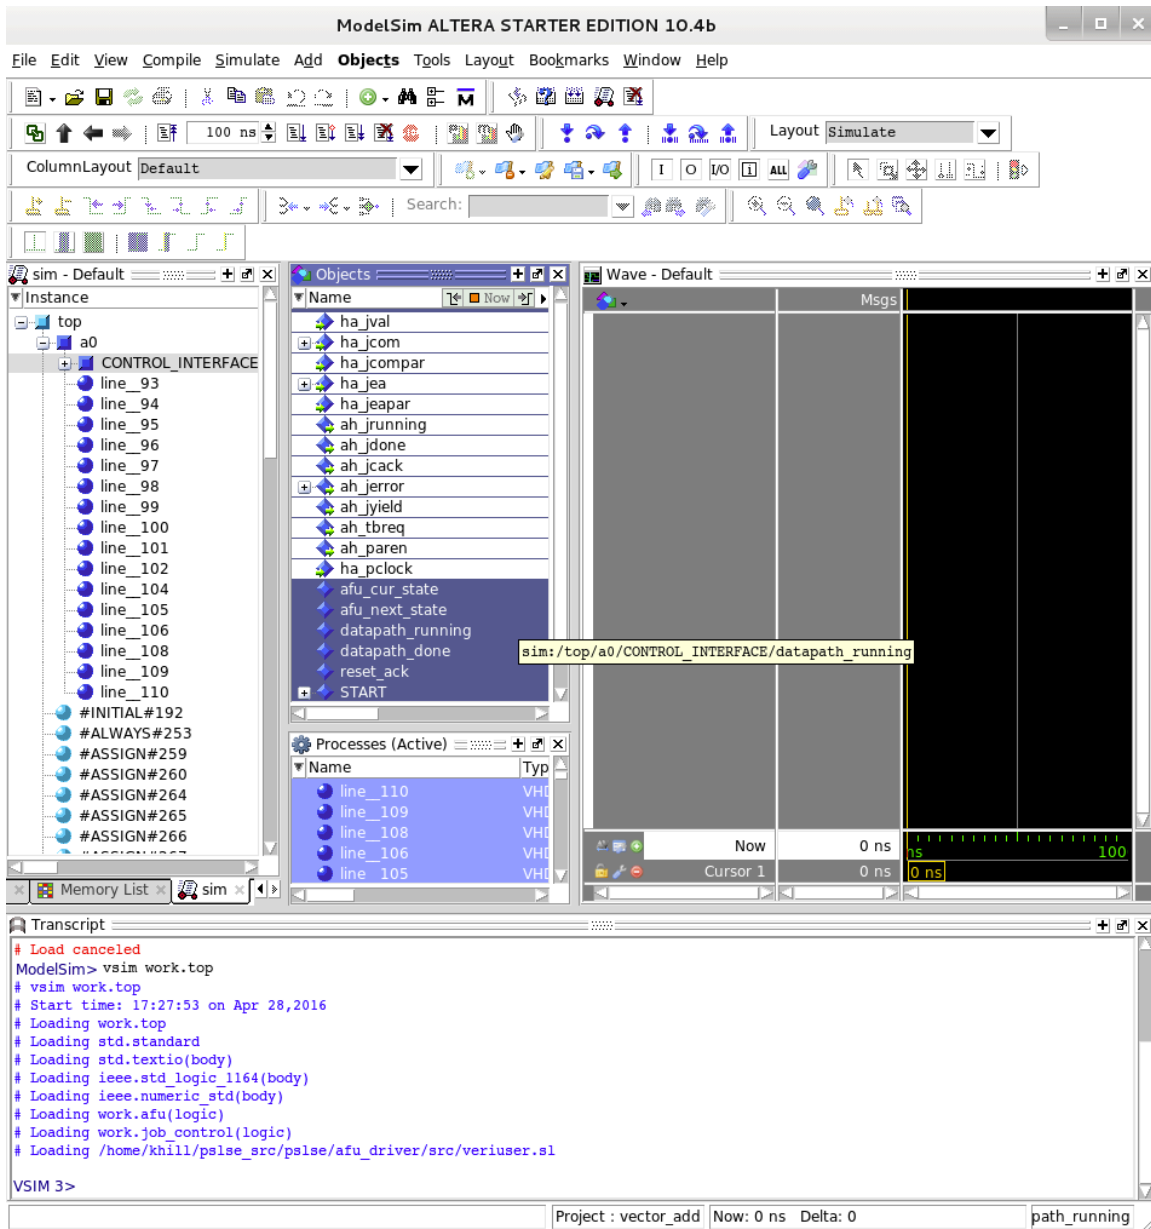 ModelSim ALTERA STARTER EDITION 10.4b
File Edit View Compile Simulate Add Objects Tools Layout Bookmarks Window Help
100 ns
Layout Simulate
ColumnLayout Default
I O I/O i ALL
Search:
sim - Default
Instance
top
a0
CONTROL_INTERFACE
line__93
line__94
line__95
line__96
line__97
line__98
line__99
line__100
line__101
line__102
line__104
line__105
line__106
line__108
line__109
line__110
#INITIAL#192
#ALWAYS#253
#ASSIGN#259
#ASSIGN#260
#ASSIGN#264
#ASSIGN#265
#ASSIGN#266
Memory List
sim
Objects
Name
Now
ha_jval
ha_jcom
ha_jcompar
ha_jea
ha_jeapar
ah_jrunning
ah_jdone
ah_jcack
ah_jerror
ah_jyield
ah_tbreq
ah_paren
ha_pclock
afu_cur_state
afu_next_state
datapath_running
datapath_done
reset_ack
START
sim:/top/a0/CONTROL_INTERFACE/datapath_running
Processes (Active)
Name Typ
line__110 VHD
line__109 VHD
line__108 VHD
line__106 VHD
line__105 VHD
Wave - Default
Msgs
Now 0 ns
ns 100
Cursor 1 0 ns
0 ns
Transcript
# Load canceled
ModelSim> vsim work.top
# vsim work.top
# Start time: 17:27:53 on Apr 28,2016
# Loading work.top
# Loading std.standard
# Loading std.textio(body)
# Loading ieee.std_logic_1164(body)
# Loading ieee.numeric_std(body)
# Loading work.afu(logic)
# Loading work.job_control(logic)
# Loading /home/khill/pslse_src/pslse/afu_driver/src/veriuser.sl
VSIM 3>
Project : vector_add
Now: 0 ns Delta: 0
path_running